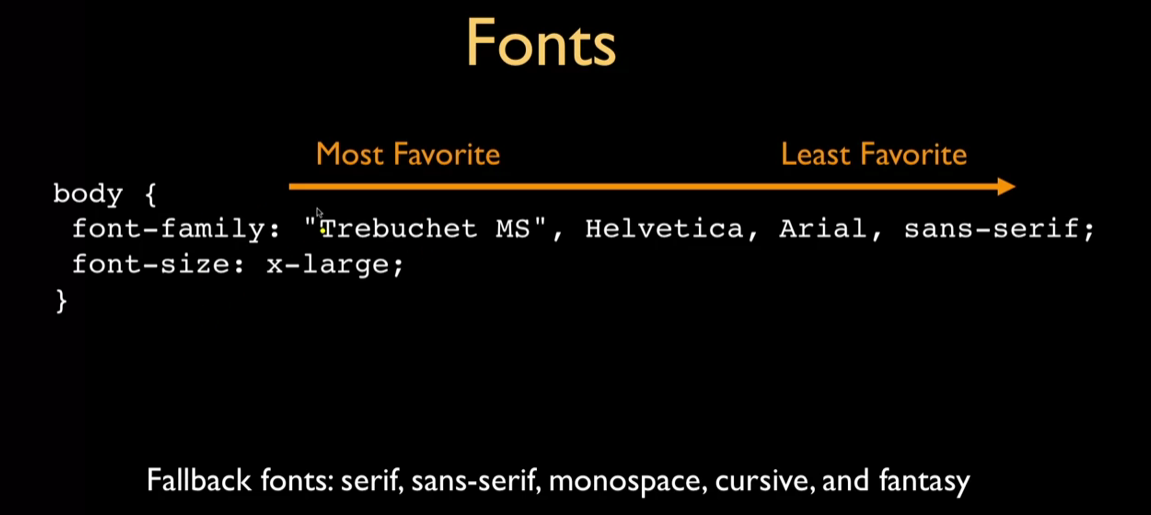 Fonts
Most Favorite Least Favorite
body {
font-family: "Trebuchet MS", Helvetica, Arial, sans-serif;
font-size: x-large;
}
Fallback fonts: serif, sans-serif, monospace, cursive, and fantasy